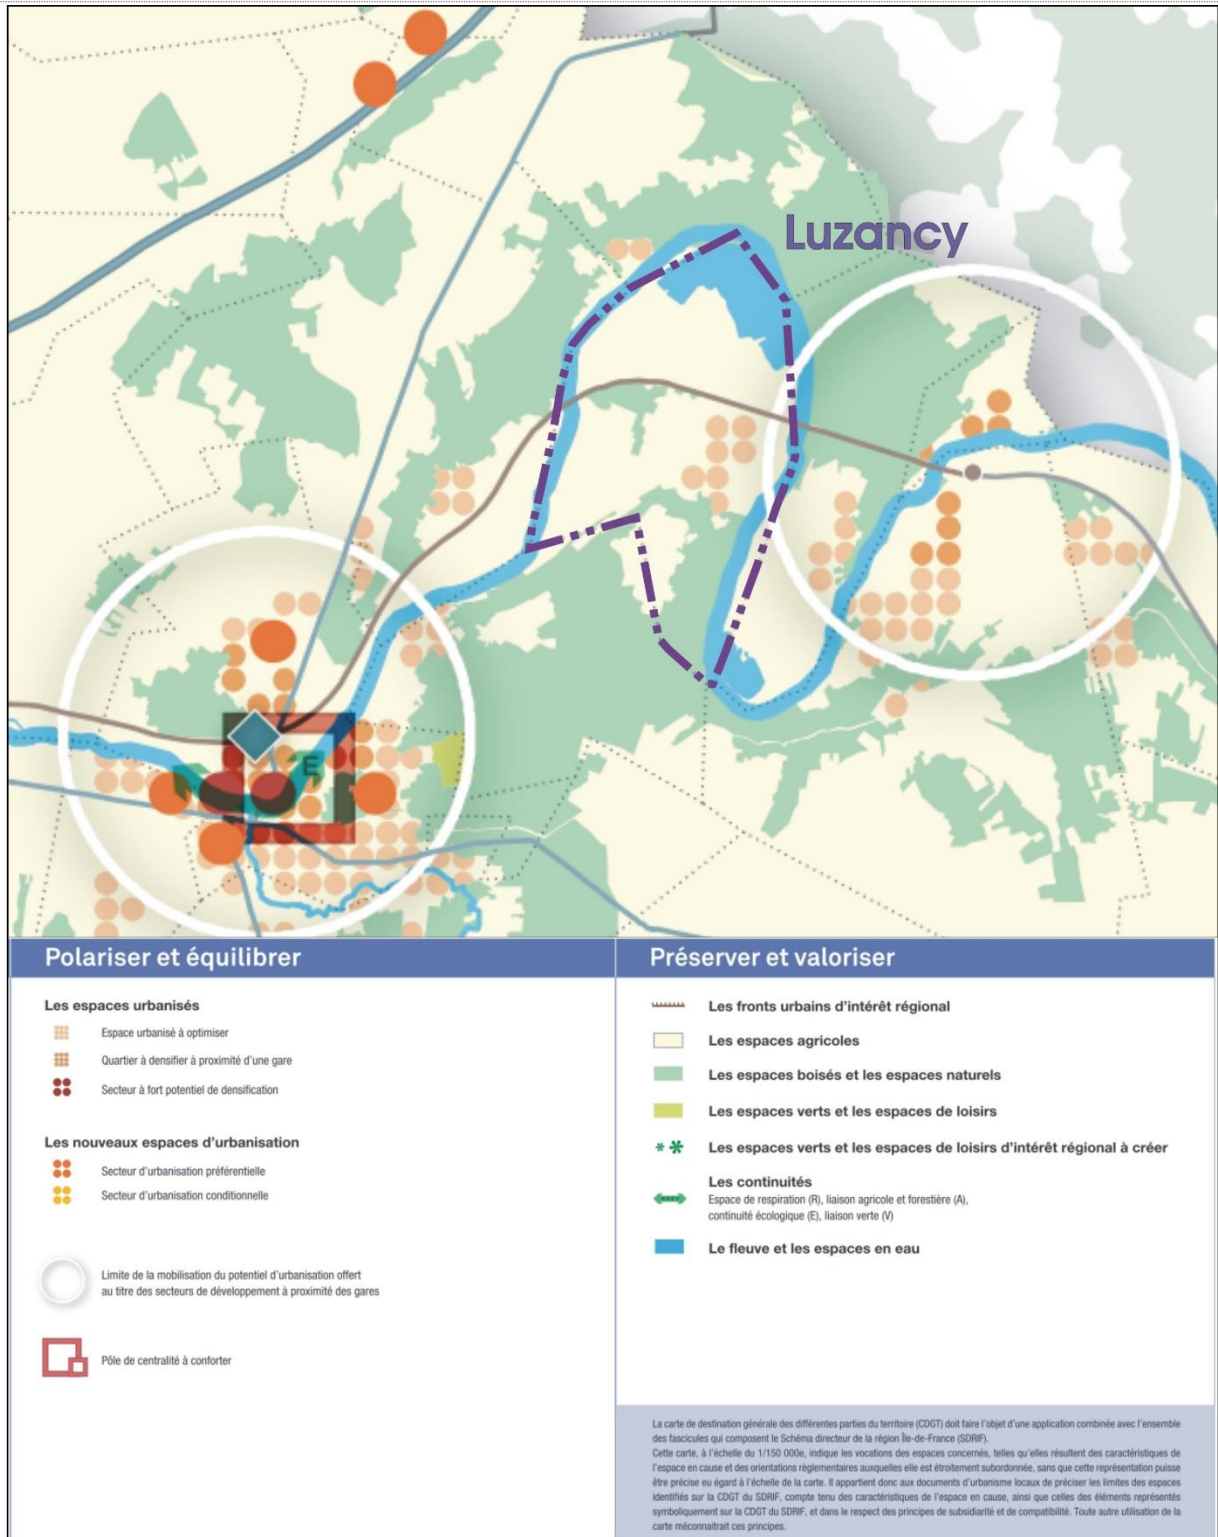 Luzancy
E
Polariser et équilibrer
Les espaces urbanisés
Espace urbanisé à optimiser
Quartier à densifier à proximité d'une gare
Secteur à fort potentiel de densification
Les nouveaux espaces d'urbanisation
Secteur d'urbanisation préférentielle
Secteur d'urbanisation conditionnelle
Limite de la mobilisation du potentiel d'urbanisation offert
au titre des secteurs de développement à proximité des gares
Pôle de centralité à conforter
Préserver et valoriser
Les fronts urbains d'intérêt régional
Les espaces agricoles
Les espaces boisés et les espaces naturels
Les espaces verts et les espaces de loisirs
Les espaces verts et les espaces de loisirs d'intérêt régional à créer
Les continuités
Espace de respiration (R), liaison agricole et forestière (A),
continuité écologique (E), liaison verte (V)
Le fleuve et les espaces en eau
La carte de destination générale des différentes parties du territoire (CDGT) doit faire l'objet d'une application combinée avec l'ensemble
des fascicules qui composent le Schéma directeur de la région Île-de-France (SDRIF).
Cette carte, à l'échelle du 1/150 000e, indique les vocations des espaces concernés, telles qu'elles résultent des caractéristiques de
l'espace en cause et des orientations réglementaires auxquelles elle est étroitement subordonnée, sans que cette représentation puisse
être précise eu égard à l'échelle de la carte. Il appartient donc aux documents d'urbanisme locaux de préciser les limites des espaces
identifiés sur la CDGT du SDRIF, compte tenu des caractéristiques de l'espace en cause, ainsi que celles des éléments représentés
symboliquement sur la CDGT du SDRIF, et dans le respect des principes de subsidiarité et de compatibilité. Toute autre utilisation de la
carte méconnaitrait ces principes.